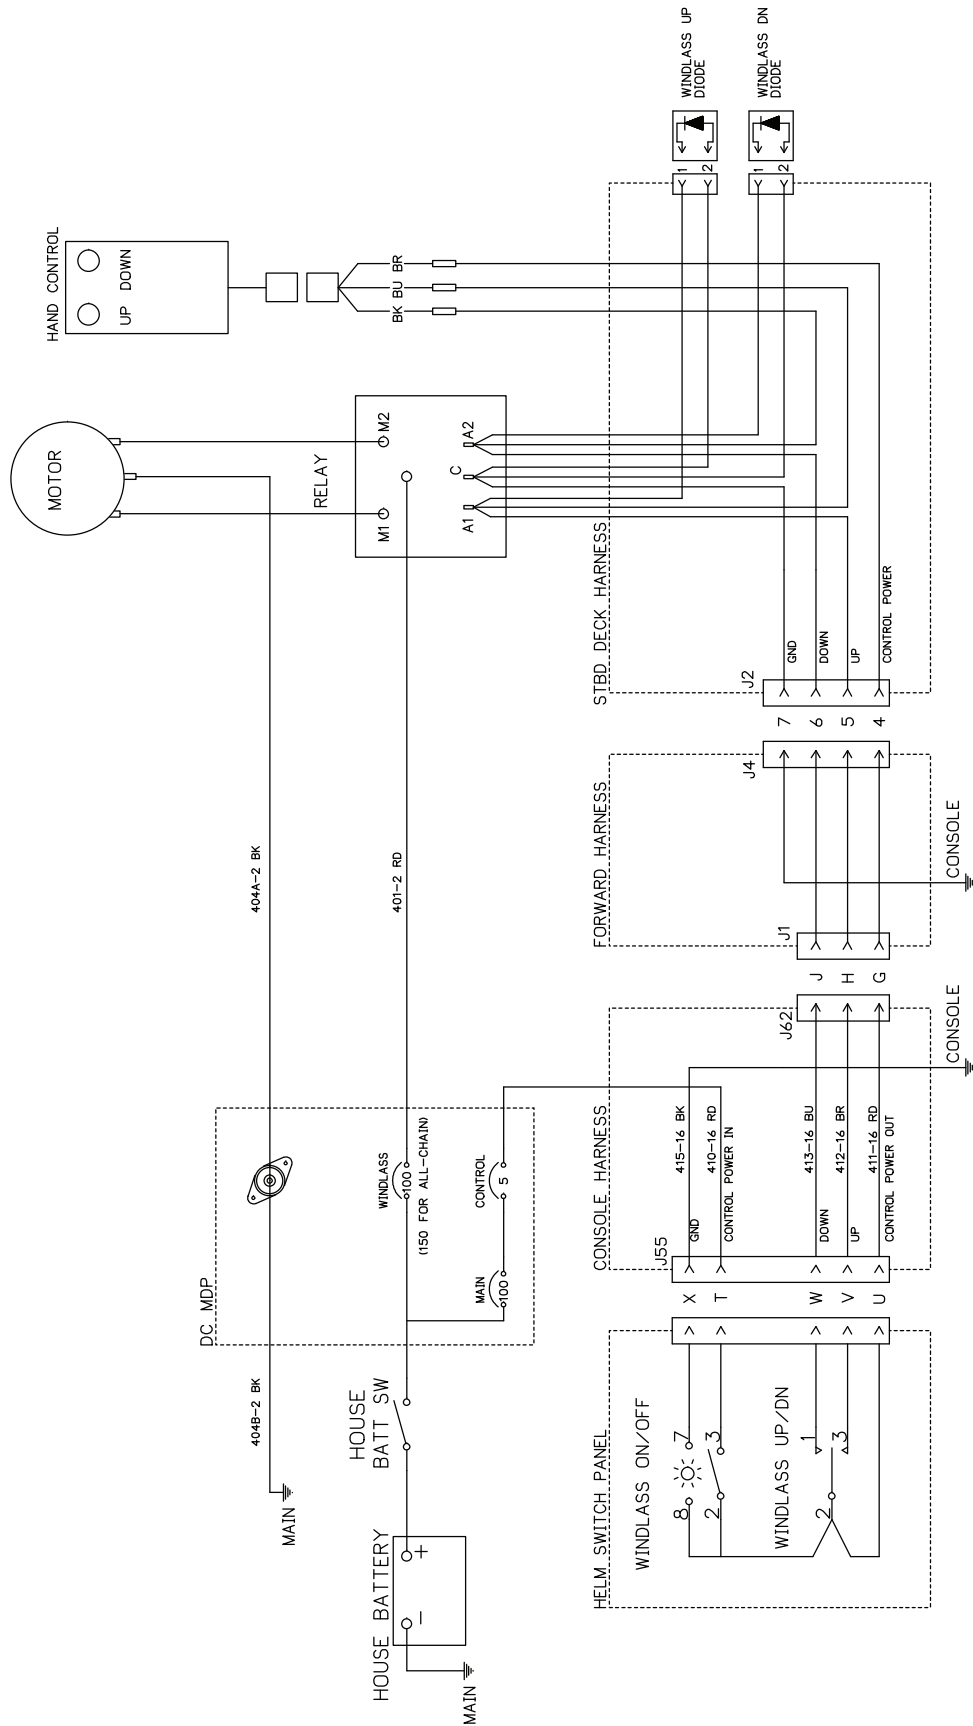 HOUSE BATTERY
-
+
MAIN
HOUSE
BATT SW
MAIN
404B-2 BK
DC MDP
MAIN
100
WINDLASS
100
(150 FOR ALL-CHAIN)
CONTROL
5
404A-2 BK
401-2 RD
MOTOR
RELAY
M1
M2
A1
C
A2
HAND CONTROL
UP
DOWN
BK
BU
BR
HELM SWITCH PANEL
WINDLASS ON/OFF
8
7
2
3
WINDLASS UP/DN
2
1
3
X
T
W
V
U
J55
CONSOLE HARNESS
GND
415-16 BK
410-16 RD
CONTROL POWER IN
DOWN
413-16 BU
UP
412-16 BR
411-16 RD
CONTROL POWER OUT
CONSOLE
J62
J
H
G
J1
FORWARD HARNESS
CONSOLE
J4
7
6
5
4
J2
STBD DECK HARNESS
GND
DOWN
UP
CONTROL POWER
1
2
WINDLASS UP
DIODE
1
2
WINDLASS DN
DIODE